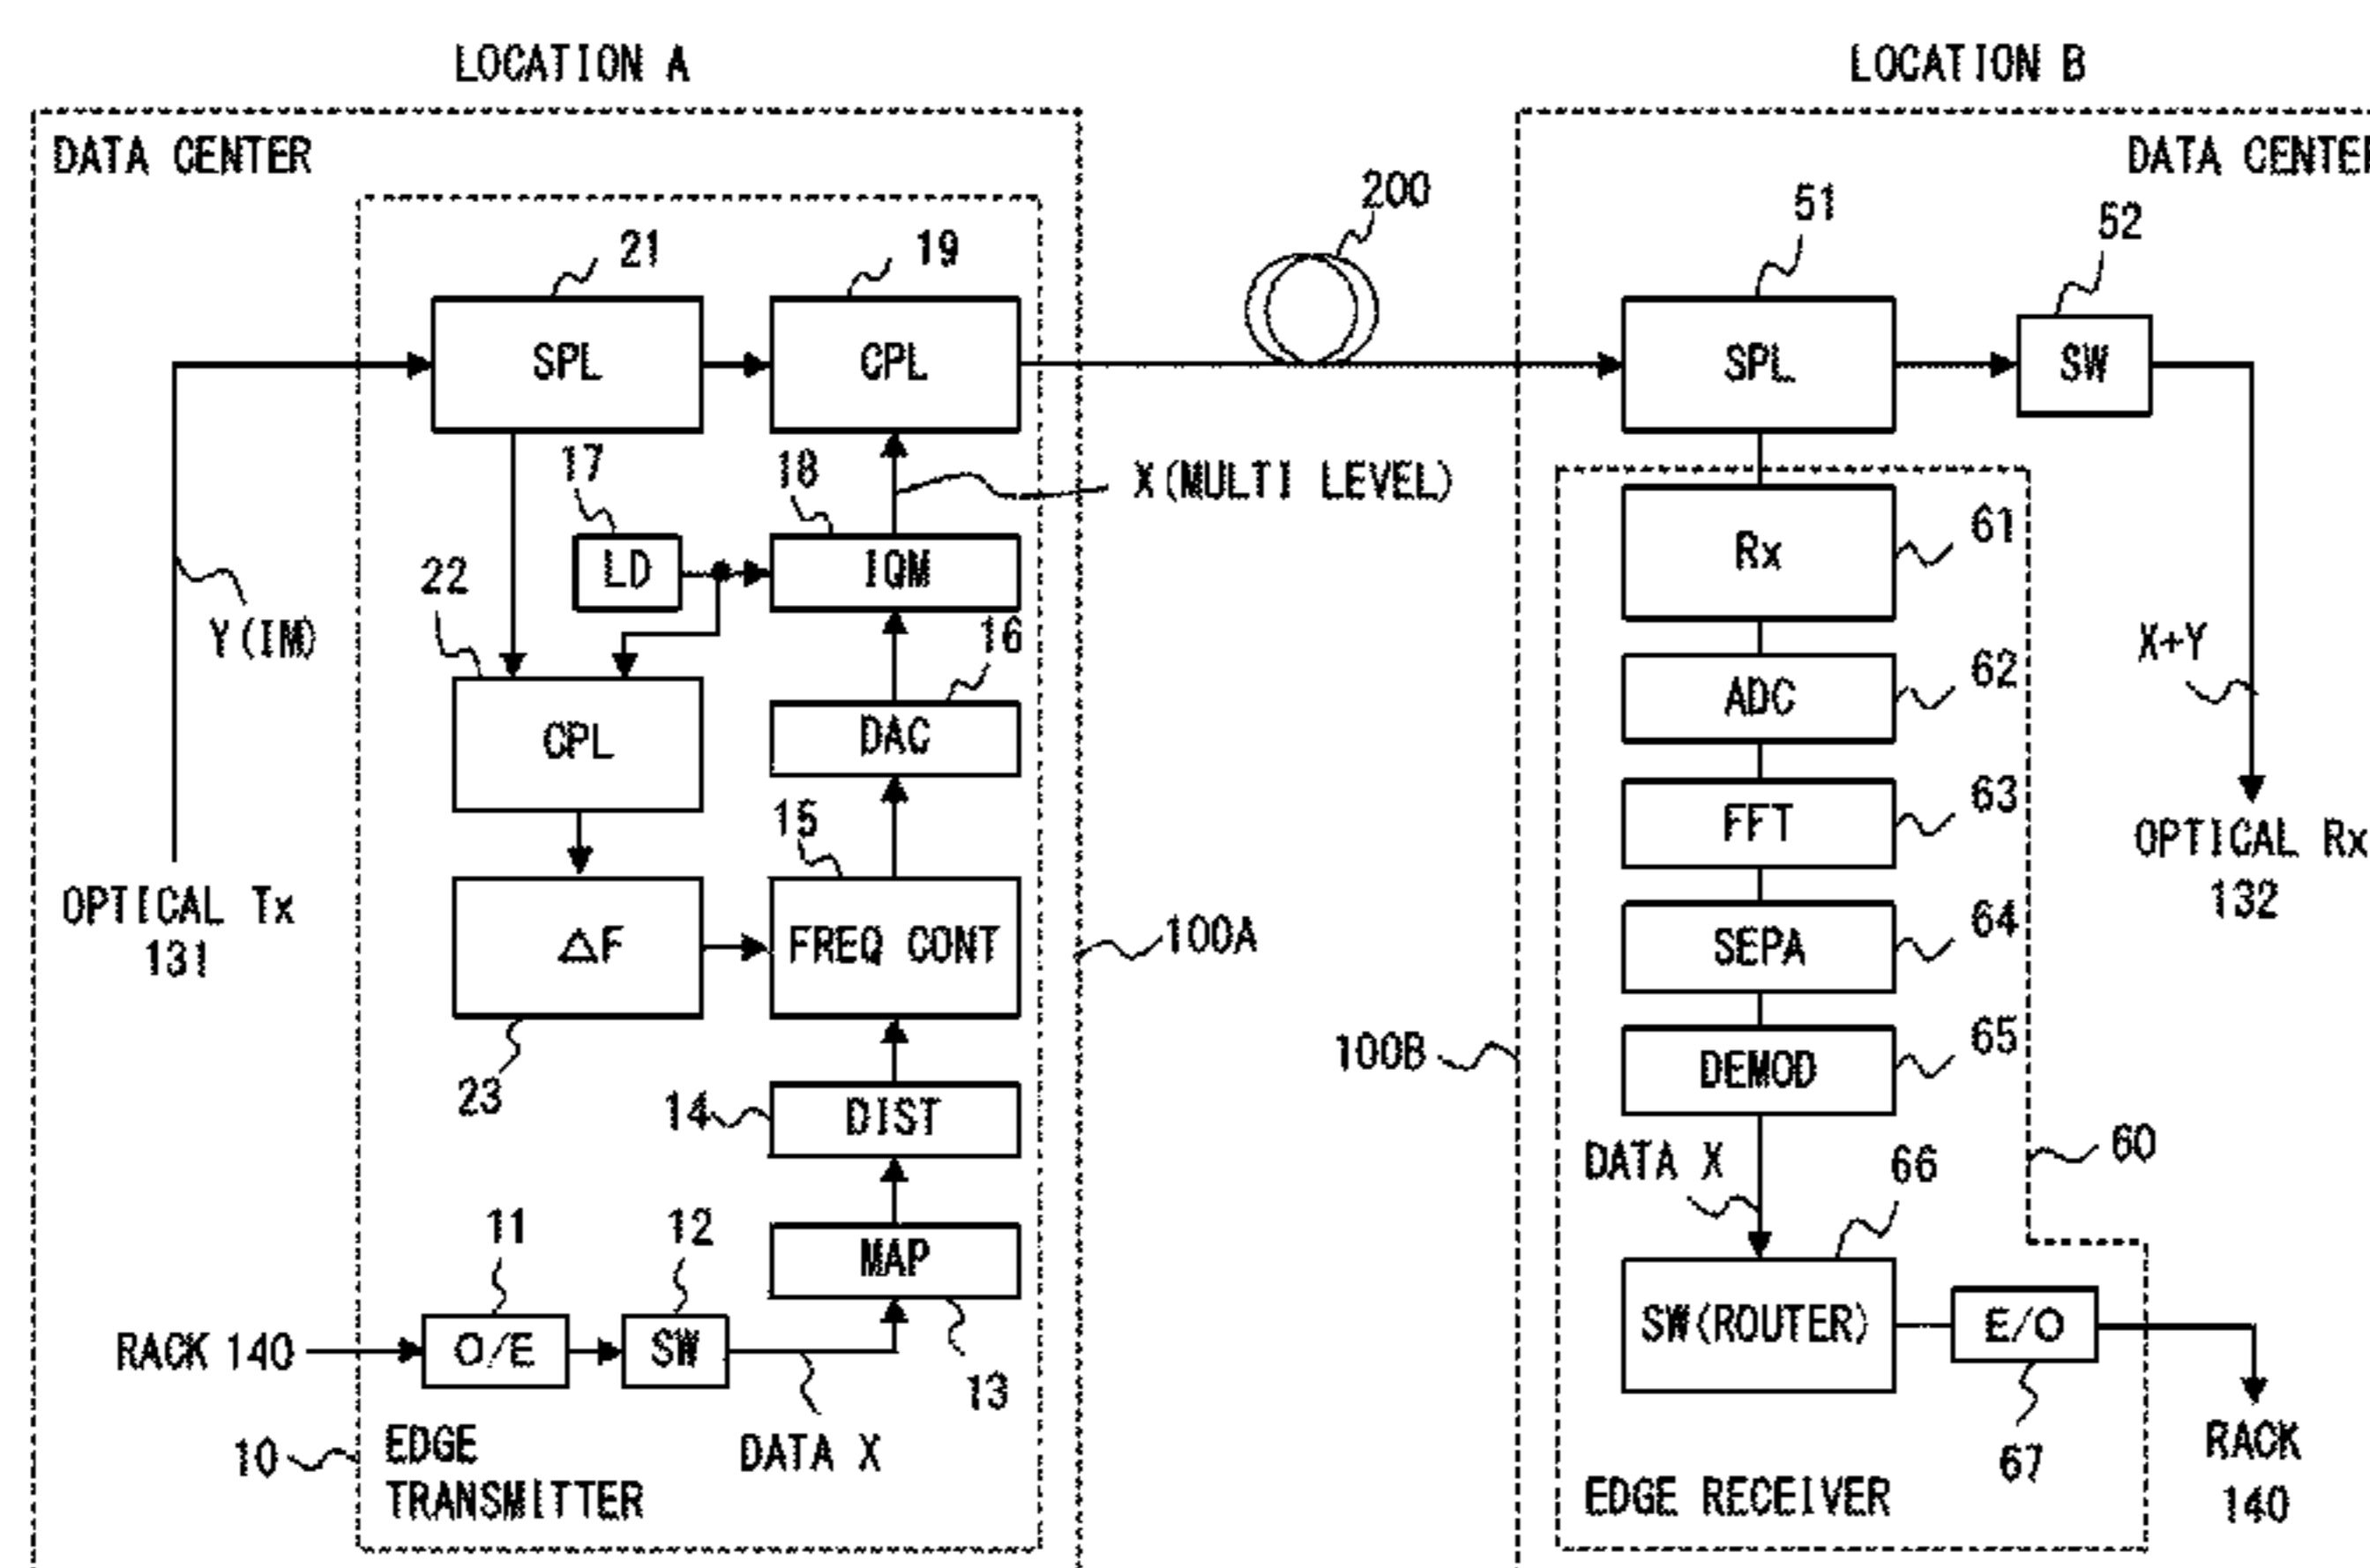 LOCATION A
LOCATION B
DATA CENTER
DATA CENTER
200
21
19
51
52
SPL
CPL
SPL
SW
17
18
X(MULTI LEVEL)
LD
IQM
Rx
61
22
Y(IM)
16
X+Y
CPL
DAC
ADC
62
15
FFT
63
OPTICAL Tx
131
ΔF
FREQ CONT
100A
OPTICAL Rx
132
SEPA
64
23
14
DIST
100B
DEMOD
65
DATA X
66
60
11
12
MAP
RACK 140
O/E
SW
13
SW(ROUTER)
E/O
10
EDGE
TRANSMITTER
DATA X
67
RACK
140
EDGE RECEIVER